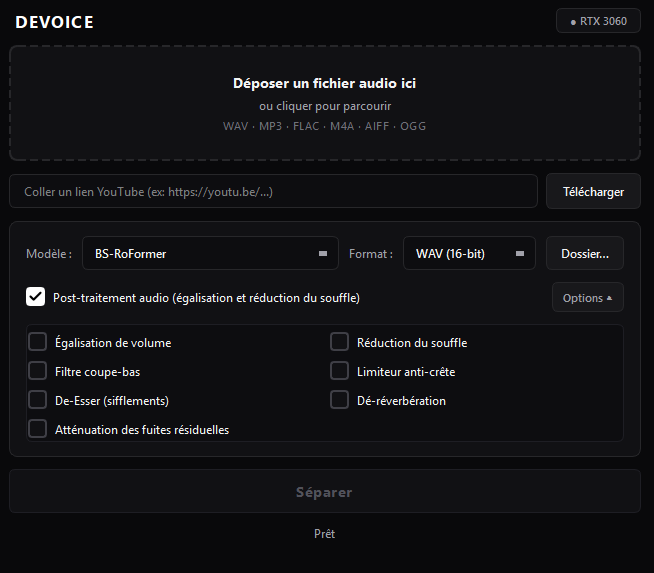 DEVOICE
● RTX 3060
Déposer un fichier audio ici
ou cliquer pour parcourir
WAV · MP3 · FLAC · M4A · AIFF · OGG
Coller un lien YouTube (ex: https://youtu.be/...)
Télécharger
Modèle : BS-RoFormer Format : WAV (16-bit) Dossier...
Post-traitement audio (égalisation et réduction du souffle)
Options ▴
Égalisation de volume
Réduction du souffle
Filtre coupe-bas
Limiteur anti-crête
De-Esser (sifflements)
Dé-réverbération
Atténuation des fuites résiduelles
Séparer
Prêt